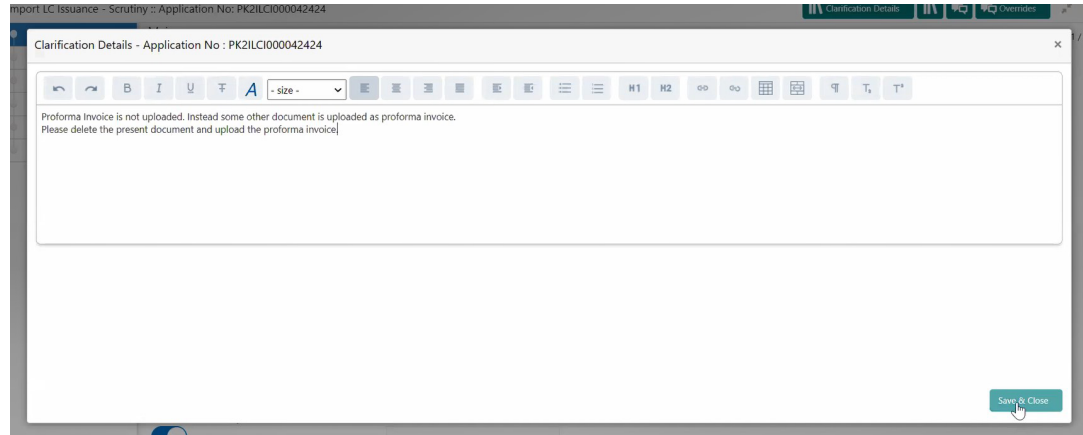 mport LC Issuance - Scrutiny :: Application No: PK2ILCI000042424
Clarification Details
Overrides
Clarification Details - Application No : PK2ILCI000042424
×
B I U T A - size - H1 H2 ¶ Ts Ts
Proforma Invoice is not uploaded. Instead some other document is uploaded as proforma invoice.
Please delete the present document and upload the proforma invoice
Save & Close